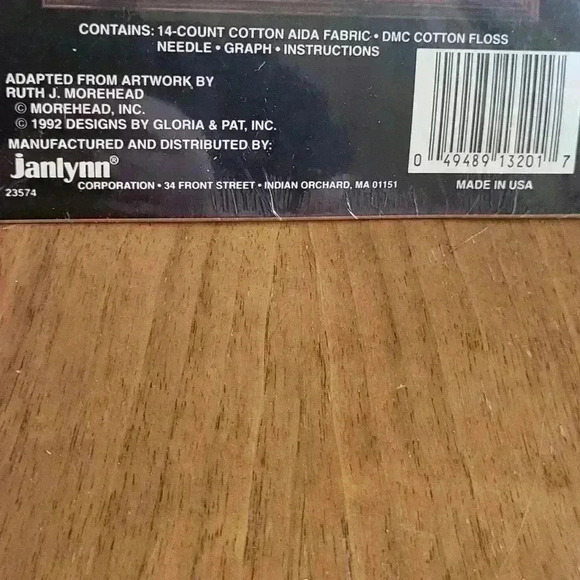 CONTAINS: 14-COUNT COTTON AIDA FABRIC • DMC COTTON FLOSS
NEEDLE • GRAPH • INSTRUCTIONS
ADAPTED FROM ARTWORK BY
RUTH J. MOREHEAD
© MOREHEAD, INC.
© 1992 DESIGNS BY GLORIA & PAT, INC.
MANUFACTURED AND DISTRIBUTED BY:
Janlynn®
CORPORATION • 34 FRONT STREET • INDIAN ORCHARD, MA 01151
23574
0 49489 13201 7
MADE IN USA